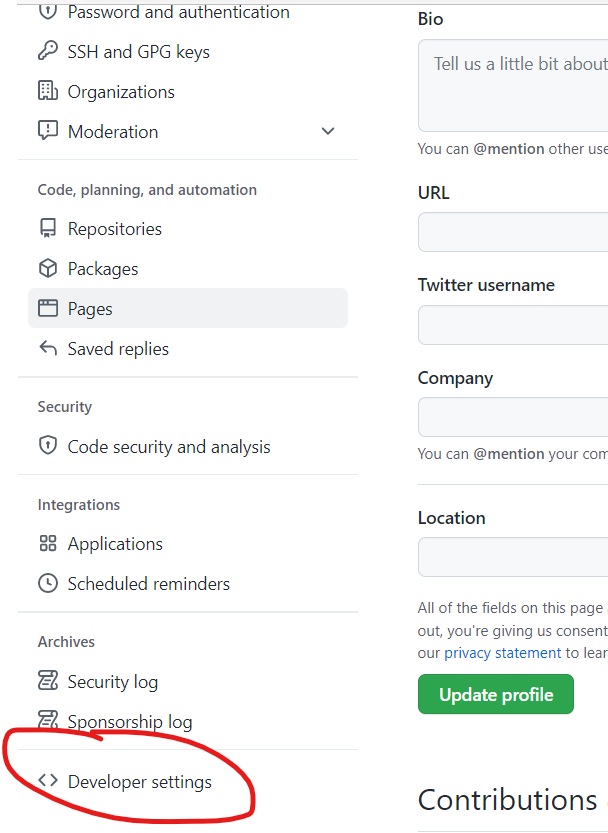 Password and authentication
SSH and GPG keys
Organizations
Moderation
Code, planning, and automation
Repositories
Packages
Pages
Saved replies
Security
Code security and analysis
Integrations
Applications
Scheduled reminders
Archives
Security log
Sponsorship log
Developer settings
Bio
Tell us a little bit about
You can @mention other use
URL
Twitter username
Company
You can @mention your com
Location
All of the fields on this page
out, you're giving us consent
our privacy statement to lear
Update profile
Contributions